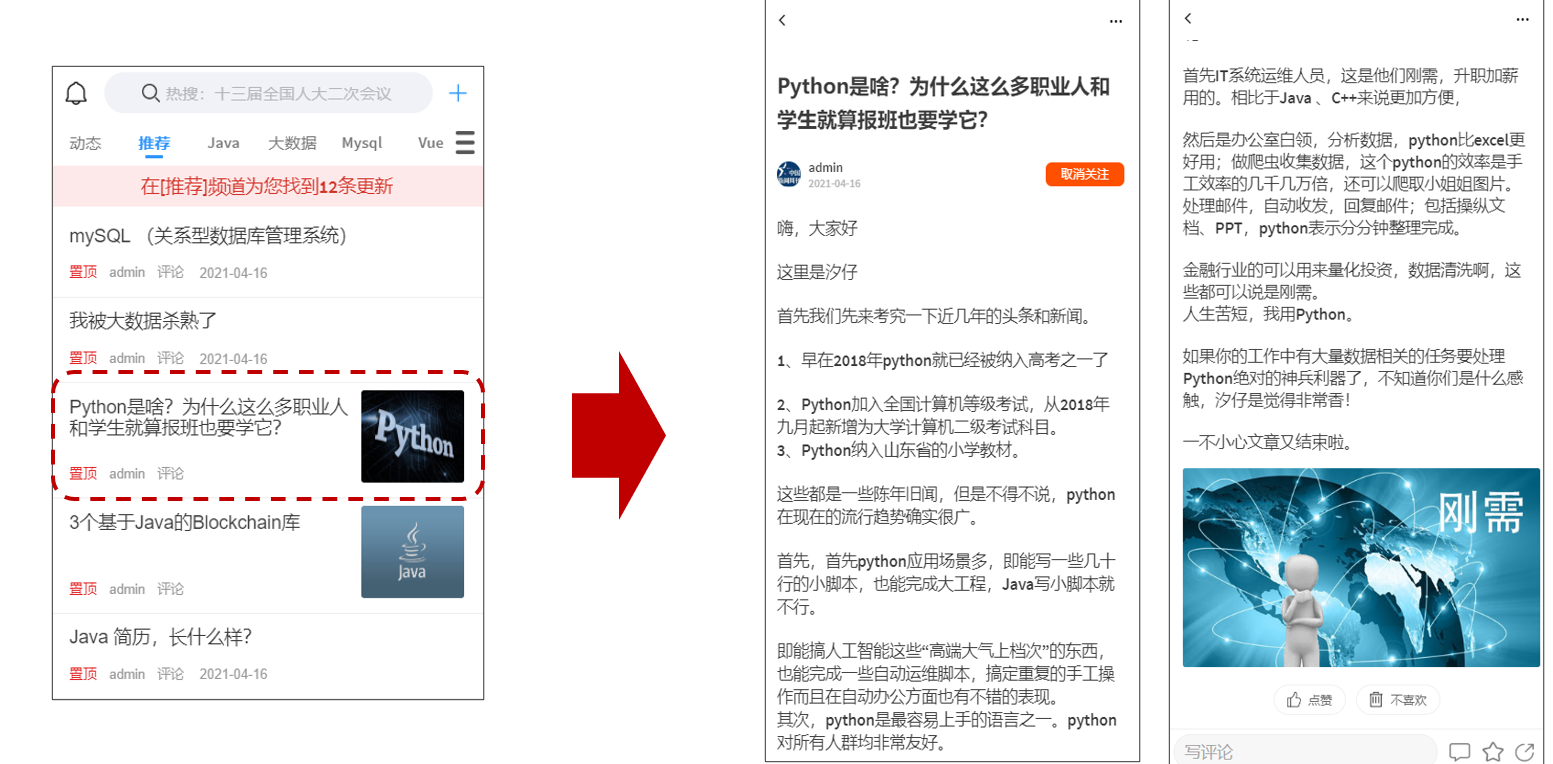 热搜：十三届全国人大二次会议
动态 推荐 Java 大数据 Mysql Vue
在[推荐]频道为您找到12条更新
mySQL （关系型数据库管理系统）
置顶 admin 评论 2021-04-16
我被大数据杀熟了
置顶 admin 评论 2021-04-16
Python是啥？为什么这么多职业人
和学生就算报班也要学它？
Python
置顶 admin 评论
3个基于Java的Blockchain库
Java
置顶 admin 评论
Java 简历，长什么样？
置顶 admin 评论 2021-04-16
Python是啥？为什么这么多职业人和
学生就算报班也要学它？
admin
2021-04-16
取消关注
嗨，大家好
这里是汐仔
首先我们先来考究一下近几年的头条和新闻。
1、早在2018年python就已经被纳入高考之一了
2、Python加入全国计算机等级考试，从2018年
九月起新增为大学计算机二级考试科目。
3、Python纳入山东省的小学教材。
这些都是一些陈年旧闻，但是不得不说，python
在现在的流行趋势确实很广。
首先，首先python应用场景多，即能写一些几十
行的小脚本，也能完成大工程，Java写小脚本就
不行。
即能搞人工智能这些“高端大气上档次”的东西，
也能完成一些自动运维脚本，搞定重复的手工操
作而且在自动办公方面也有不错的表现。
其次，python是最容易上手的语言之一。python
对所有人群均非常友好。
首先IT系统运维人员，这是他们刚需，升职加薪
用的。相比于Java 、C++来说更加方便，
然后是办公室白领，分析数据，python比excel更
好用；做爬虫收集数据，这个python的效率是手
工效率的几千几万倍，还可以爬取小姐姐图片。
处理邮件，自动收发，回复邮件；包括操纵文
档、PPT，python表示分分钟整理完成。
金融行业的可以用来量化投资，数据清洗啊，这
些都可以说是刚需。
人生苦短，我用Python。
如果你的工作中有大量数据相关的任务要处理
Python绝对的神兵利器了，不知道你们是什么感
触，汐仔是觉得非常香！
一不小心文章又结束啦。
刚需
点赞 不喜欢
写评论